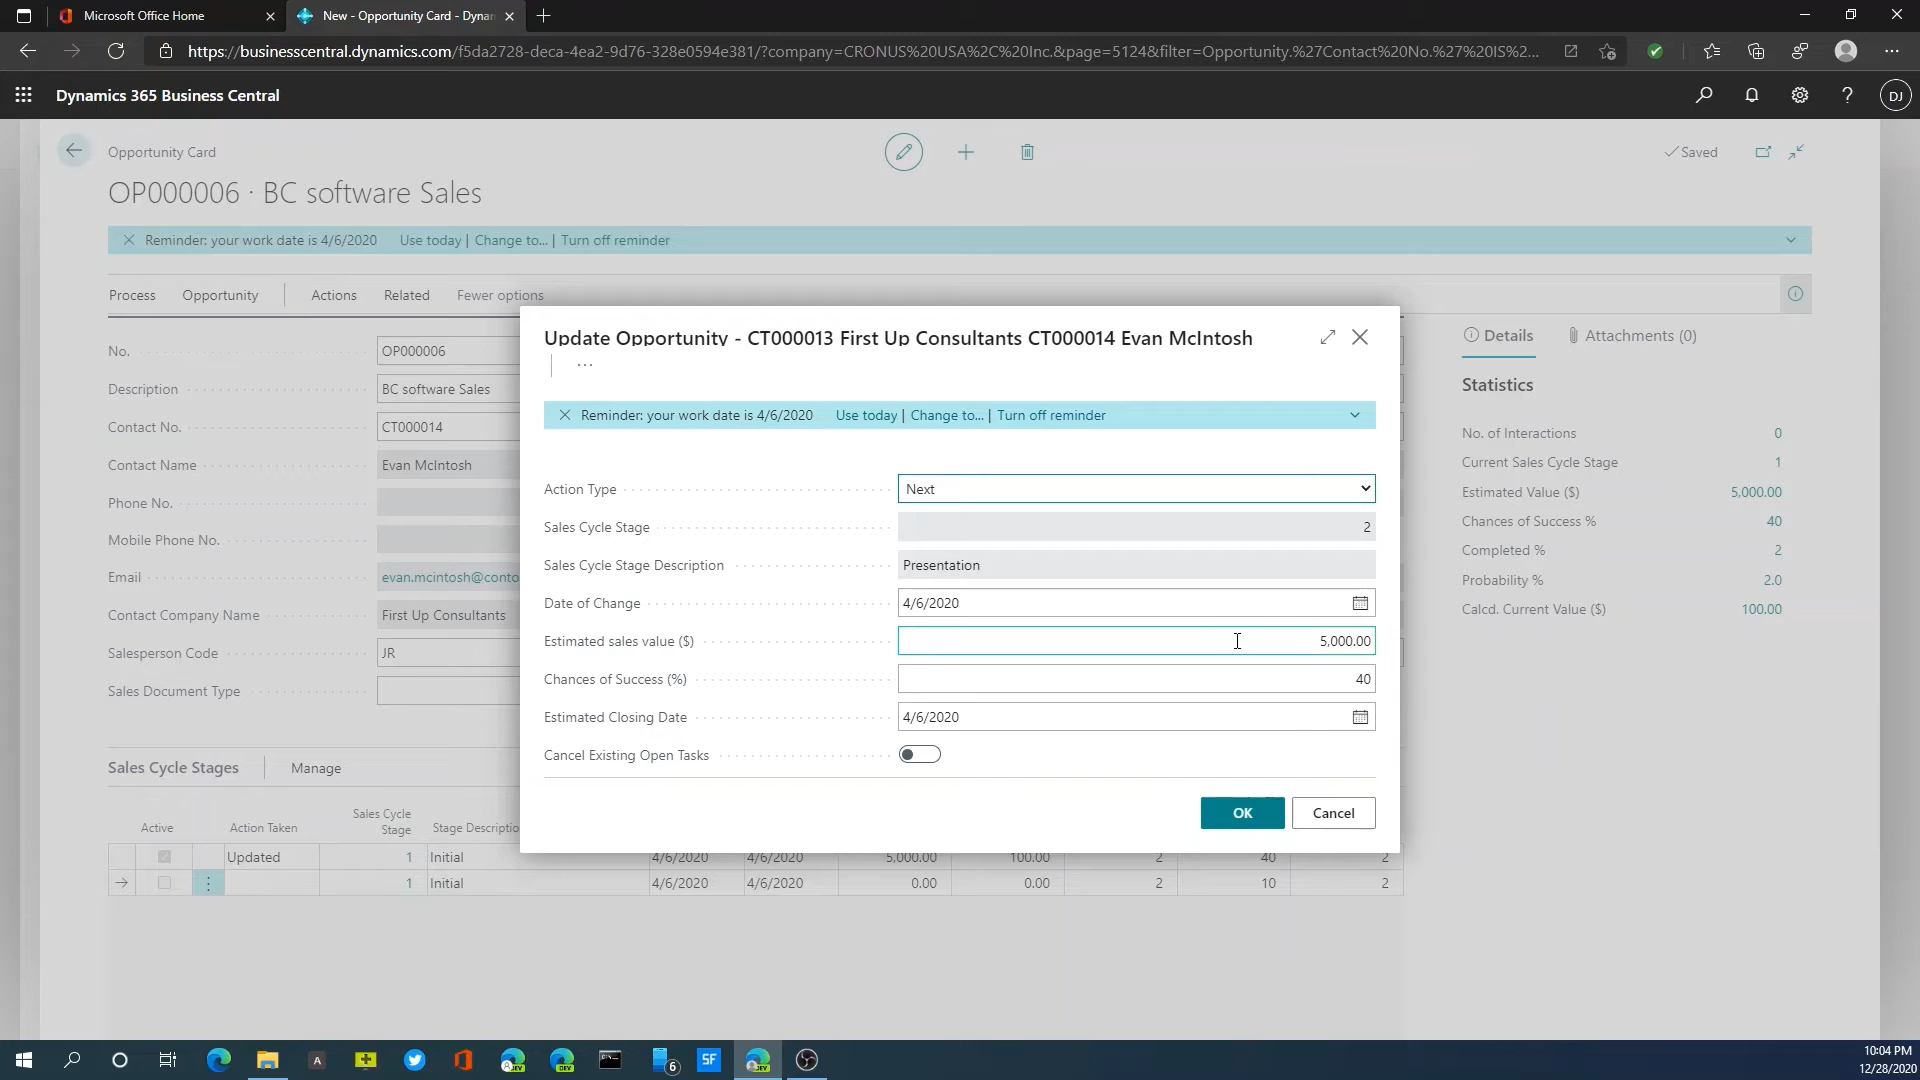 Microsoft Office Home
New - Opportunity Card - Dynar
https://businesscentral.dynamics.com/f5da2728-deca-4ea2-9d76-328e0594e381/?company=CRONUS%20USA%2C%20Inc.&page=5124&filter=Opportunity.%27Contact%20No.%27%20IS%2...
Dynamics 365 Business Central
DJ
Opportunity Card
Saved
OP000006 · BC software Sales
Reminder: your work date is 4/6/2020 Use today | Change to... | Turn off reminder
Process Opportunity Actions Related Fewer options
No. OP000006
Description BC software Sales
Contact No. CT000014
Contact Name Evan McIntosh
Phone No.
Mobile Phone No.
Email evan.mcintosh@conto
Contact Company Name First Up Consultants
Salesperson Code JR
Sales Document Type
Update Opportunity - CT000013 First Up Consultants CT000014 Evan McIntosh
...
Reminder: your work date is 4/6/2020 Use today | Change to... | Turn off reminder
Action Type Next
Sales Cycle Stage 2
Sales Cycle Stage Description Presentation
Date of Change 4/6/2020
Estimated sales value ($) 5,000.00
Chances of Success (%) 40
Estimated Closing Date 4/6/2020
Cancel Existing Open Tasks
OK Cancel
Details Attachments (0)
Statistics
No. of Interactions 0
Current Sales Cycle Stage 1
Estimated Value ($) 5,000.00
Chances of Success % 40
Completed % 2
Probability % 2.0
Calcd. Current Value ($) 100.00
Sales Cycle Stages Manage
Active Action Taken Sales Cycle Stage Stage Descriptio
Updated 1 Initial 4/6/2020 4/6/2020 5,000.00 100.00 2 40 2
1 Initial 4/6/2020 4/6/2020 0.00 0.00 2 10 2
A
DEV
DEV
6
SF
DEV
10:04 PM
12/28/2020